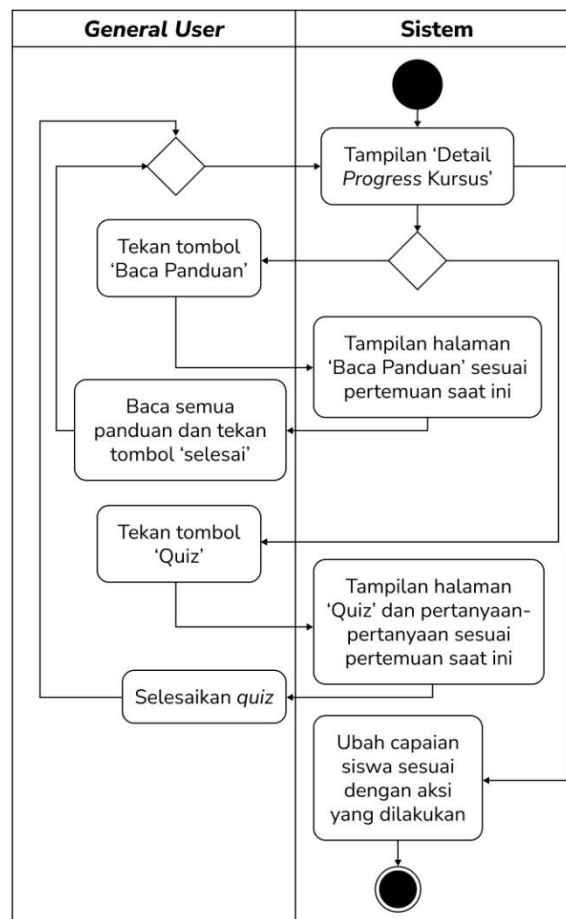 General User
Sistem
Tampilan ‘Detail
Progress Kursus’
Tekan tombol
‘Baca Panduan’
Tampilan halaman
‘Baca Panduan’ sesuai
pertemuan saat ini
Baca semua
panduan dan tekan
tombol ‘selesai’
Tekan tombol
‘Quiz’
Tampilan halaman
‘Quiz’ dan pertanyaan-
pertanyaan sesuai
pertemuan saat ini
Selesaikan quiz
Ubah capaian
siswa sesuai
dengan aksi
yang dilakukan